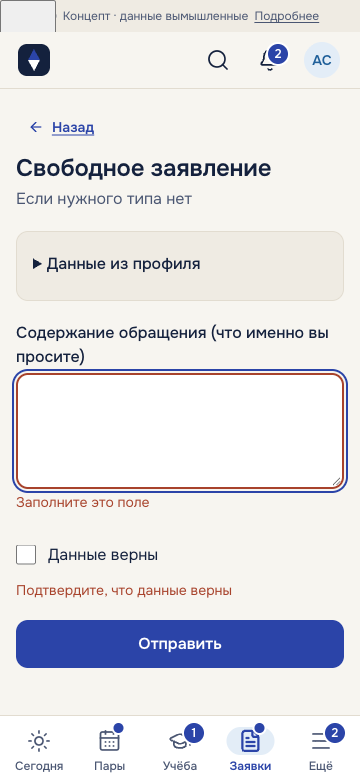 Концепт · данные вымышленные Подробнее
2
АС
Назад
Свободное заявление
Если нужного типа нет
Данные из профиля
Содержание обращения (что именно вы
просите)
Заполните это поле
Данные верны
Подтвердите, что данные верны
Отправить
1
2
Сегодня Пары Учёба Заявки Ещё